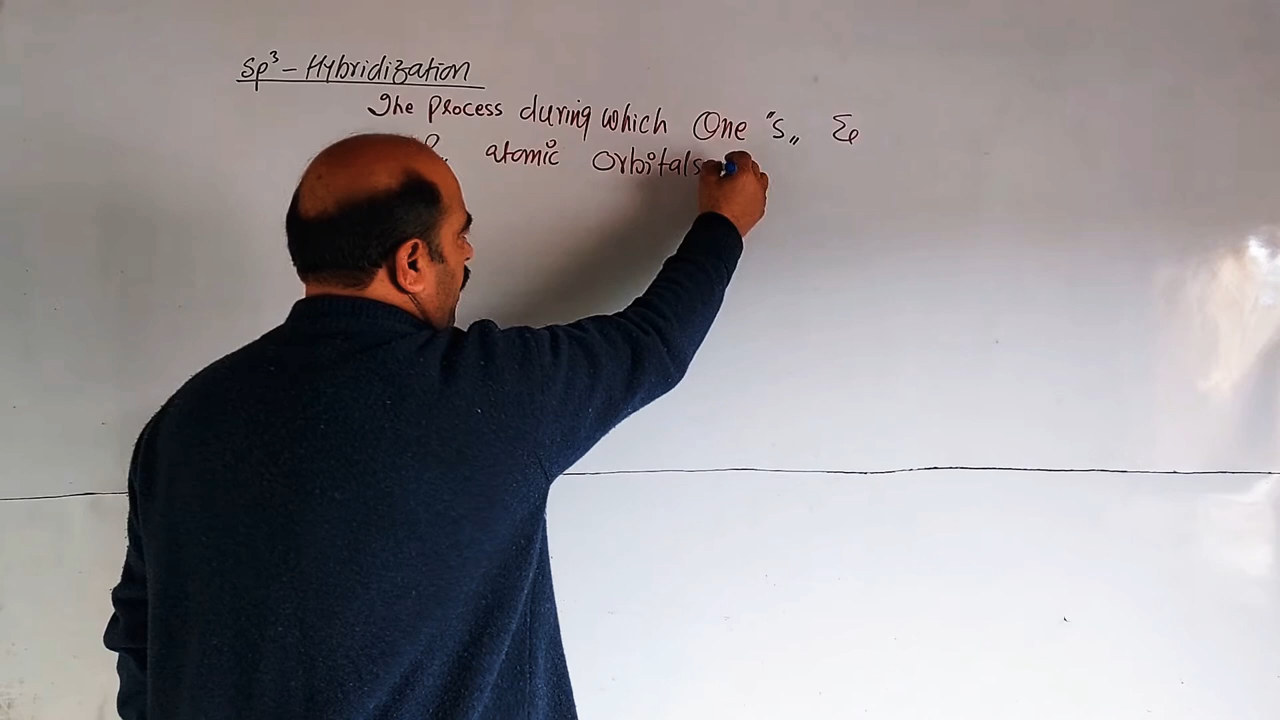 Sp³ - Hybridization
The Process during which One "S„ &
atomic Orbitals